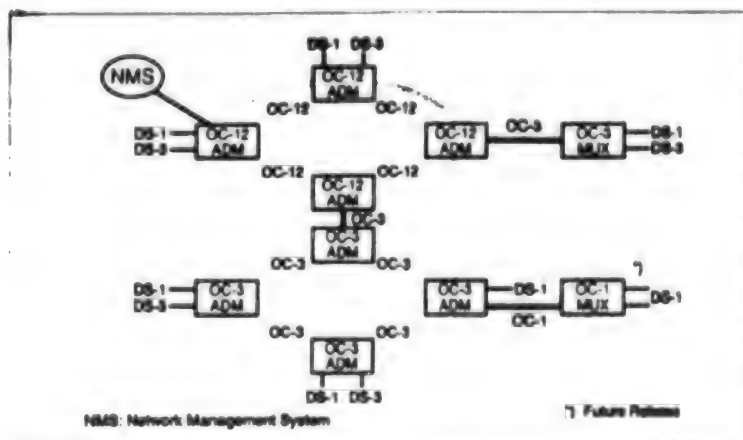 DS-1 DS-3
NMS
OC-12 ADM
OC-12 OC-12
DS-1 DS-3
OC-12 ADM
OC-12 ADM
OC-3
OC-3 MUX
DS-1 DS-3
OC-12 OC-12
OC-12 ADM
OC-3
OC-3 ADM
OC-3 OC-3
DS-1 DS-3
OC-3 ADM
OC-3 ADM
DS-1
OC-1
OC-1 MUX
*)
DS-1
OC-3 OC-3
OC-3 ADM
DS-1 DS-3
NMS: Network Management System
*) Future Release